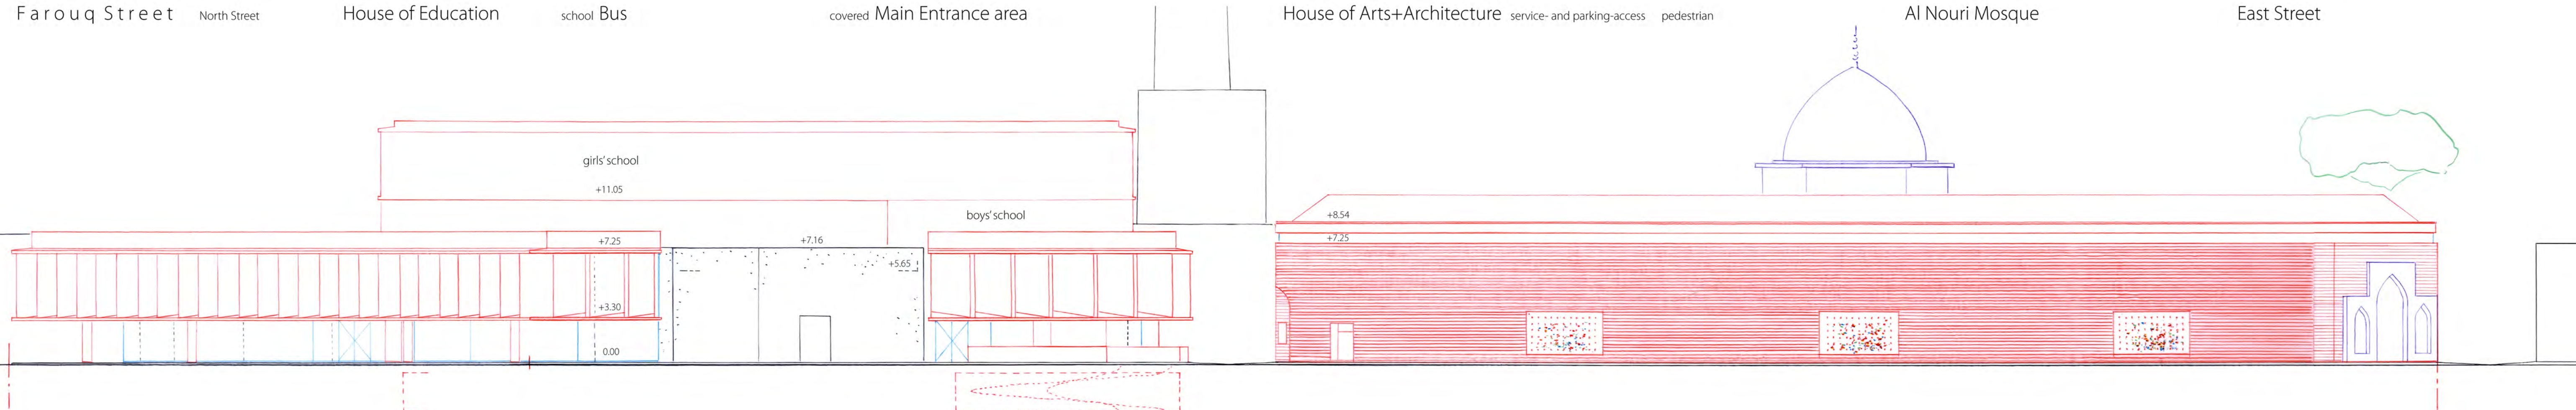 Farouq Street North Street House of Education school Bus covered Main Entrance area House of Arts+Architecture service- and parking-access pedestrian Al Nouri Mosque East Street
girls' school
+11.05
boys' school
+8.54
+7.25
+7.16
+7.25
+5.65
+3.30
0.00